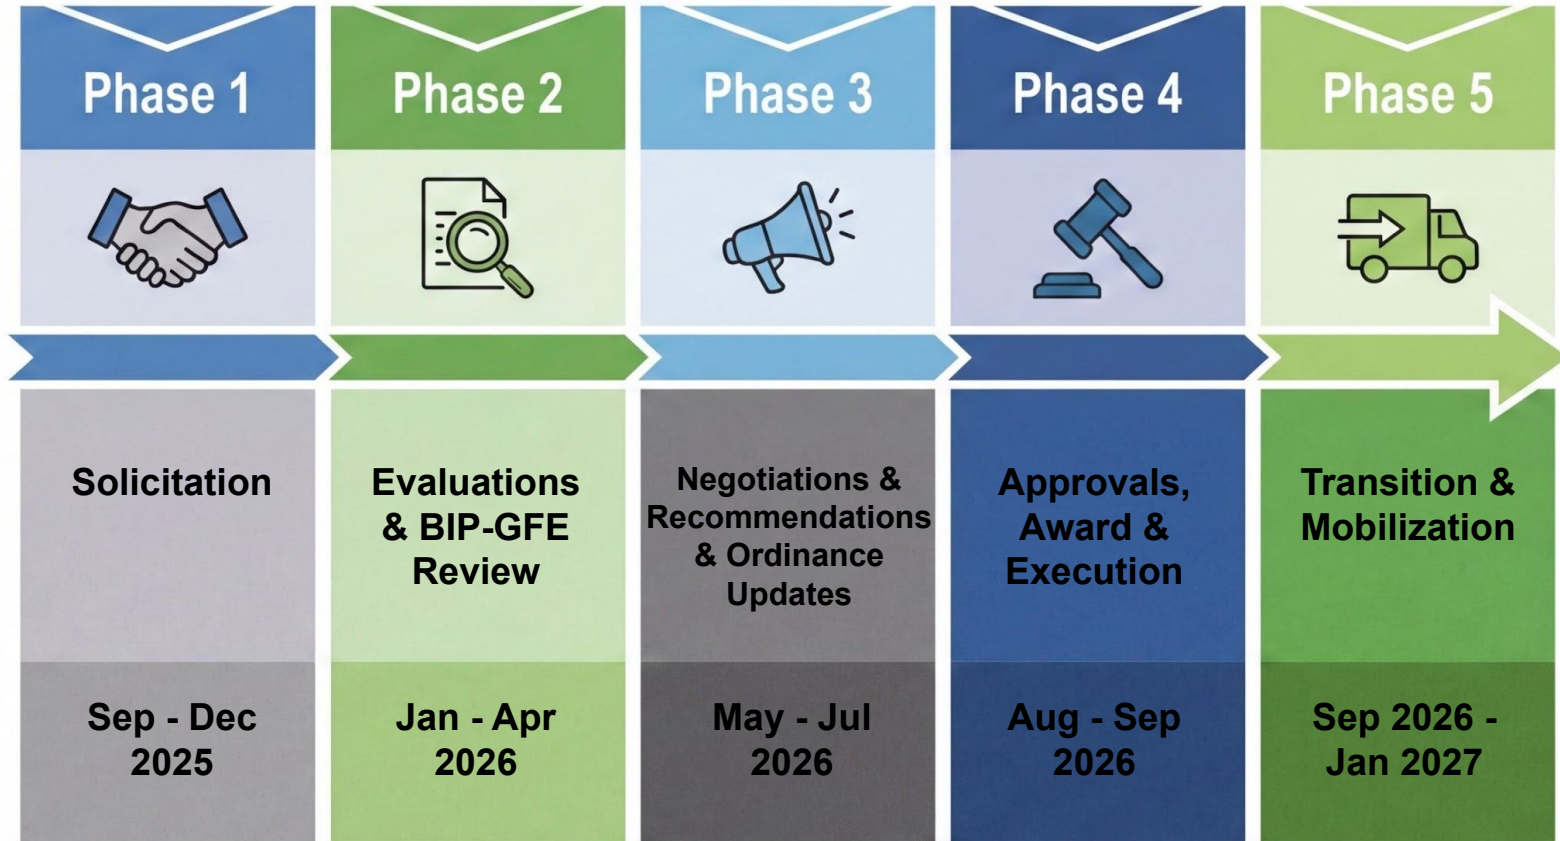 Phase 1
Phase 2
Phase 3
Phase 4
Phase 5
Solicitation
Evaluations
& BIP-GFE
Review
Negotiations &
Recommendations
& Ordinance
Updates
Approvals,
Award &
Execution
Transition &
Mobilization
Sep - Dec
2025
Jan - Apr
2026
May - Jul
2026
Aug - Sep
2026
Sep 2026 -
Jan 2027